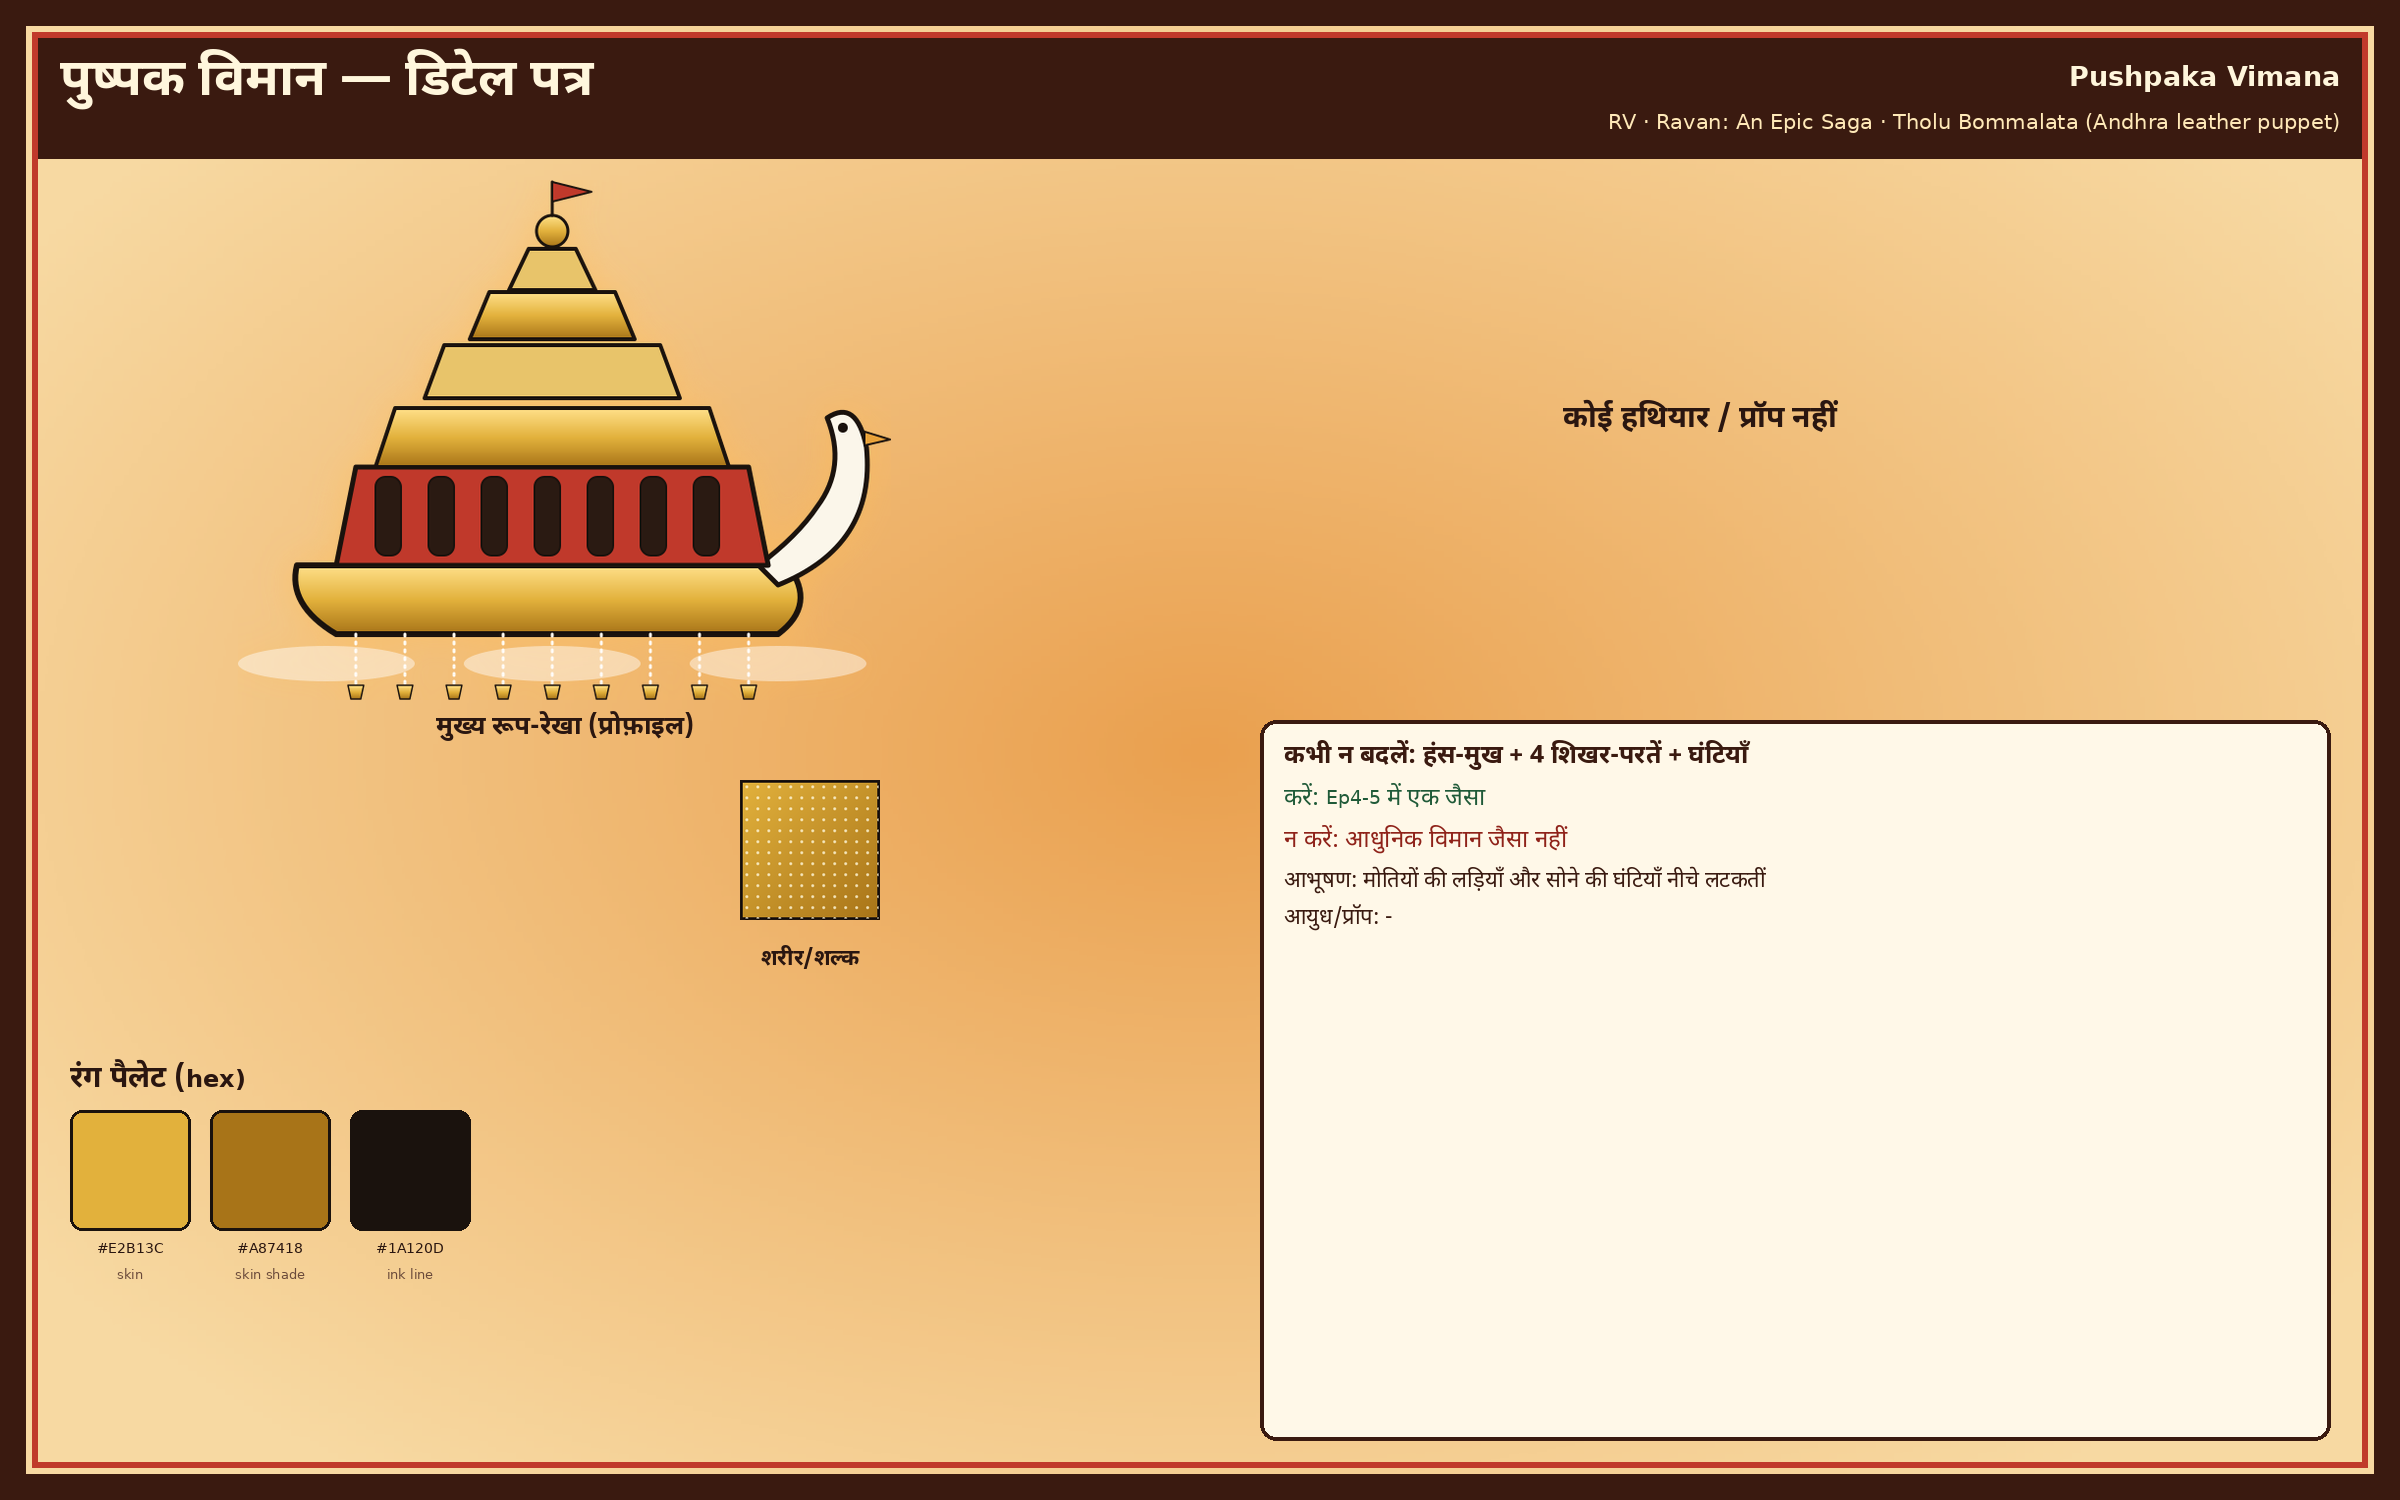 पुष्पक विमान — डिटेल पत्र
Pushpaka Vimana
RV · Ravan: An Epic Saga · Tholu Bommalata (Andhra leather puppet)
कोई हथियार / प्रॉप नहीं
मुख्य रूप-रेखा (प्रोफ़ाइल)
कभी न बदलें: हंस-मुख + 4 शिखर-परतें + घंटियाँ
करें: Ep4-5 में एक जैसा
न करें: आधुनिक विमान जैसा नहीं
आभूषण: मोतियों की लड़ियाँ और सोने की घंटियाँ नीचे लटकतीं
आयुध/प्रॉप: -
शरीर/शल्क
रंग पैलेट (hex)
#E2B13C
#A87418
#1A120D
skin
skin shade
ink line